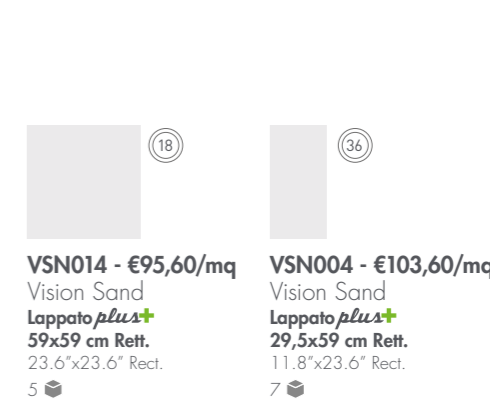 18
36
VSN014 - €95,60/mq
Vision Sand
Lappato plus+
59x59 cm Rett.
23.6”x23.6” Rect.
5
VSN004 - €103,60/mq
Vision Sand
Lappato plus+
29,5x59 cm Rett.
11.8”x23.6” Rect.
7